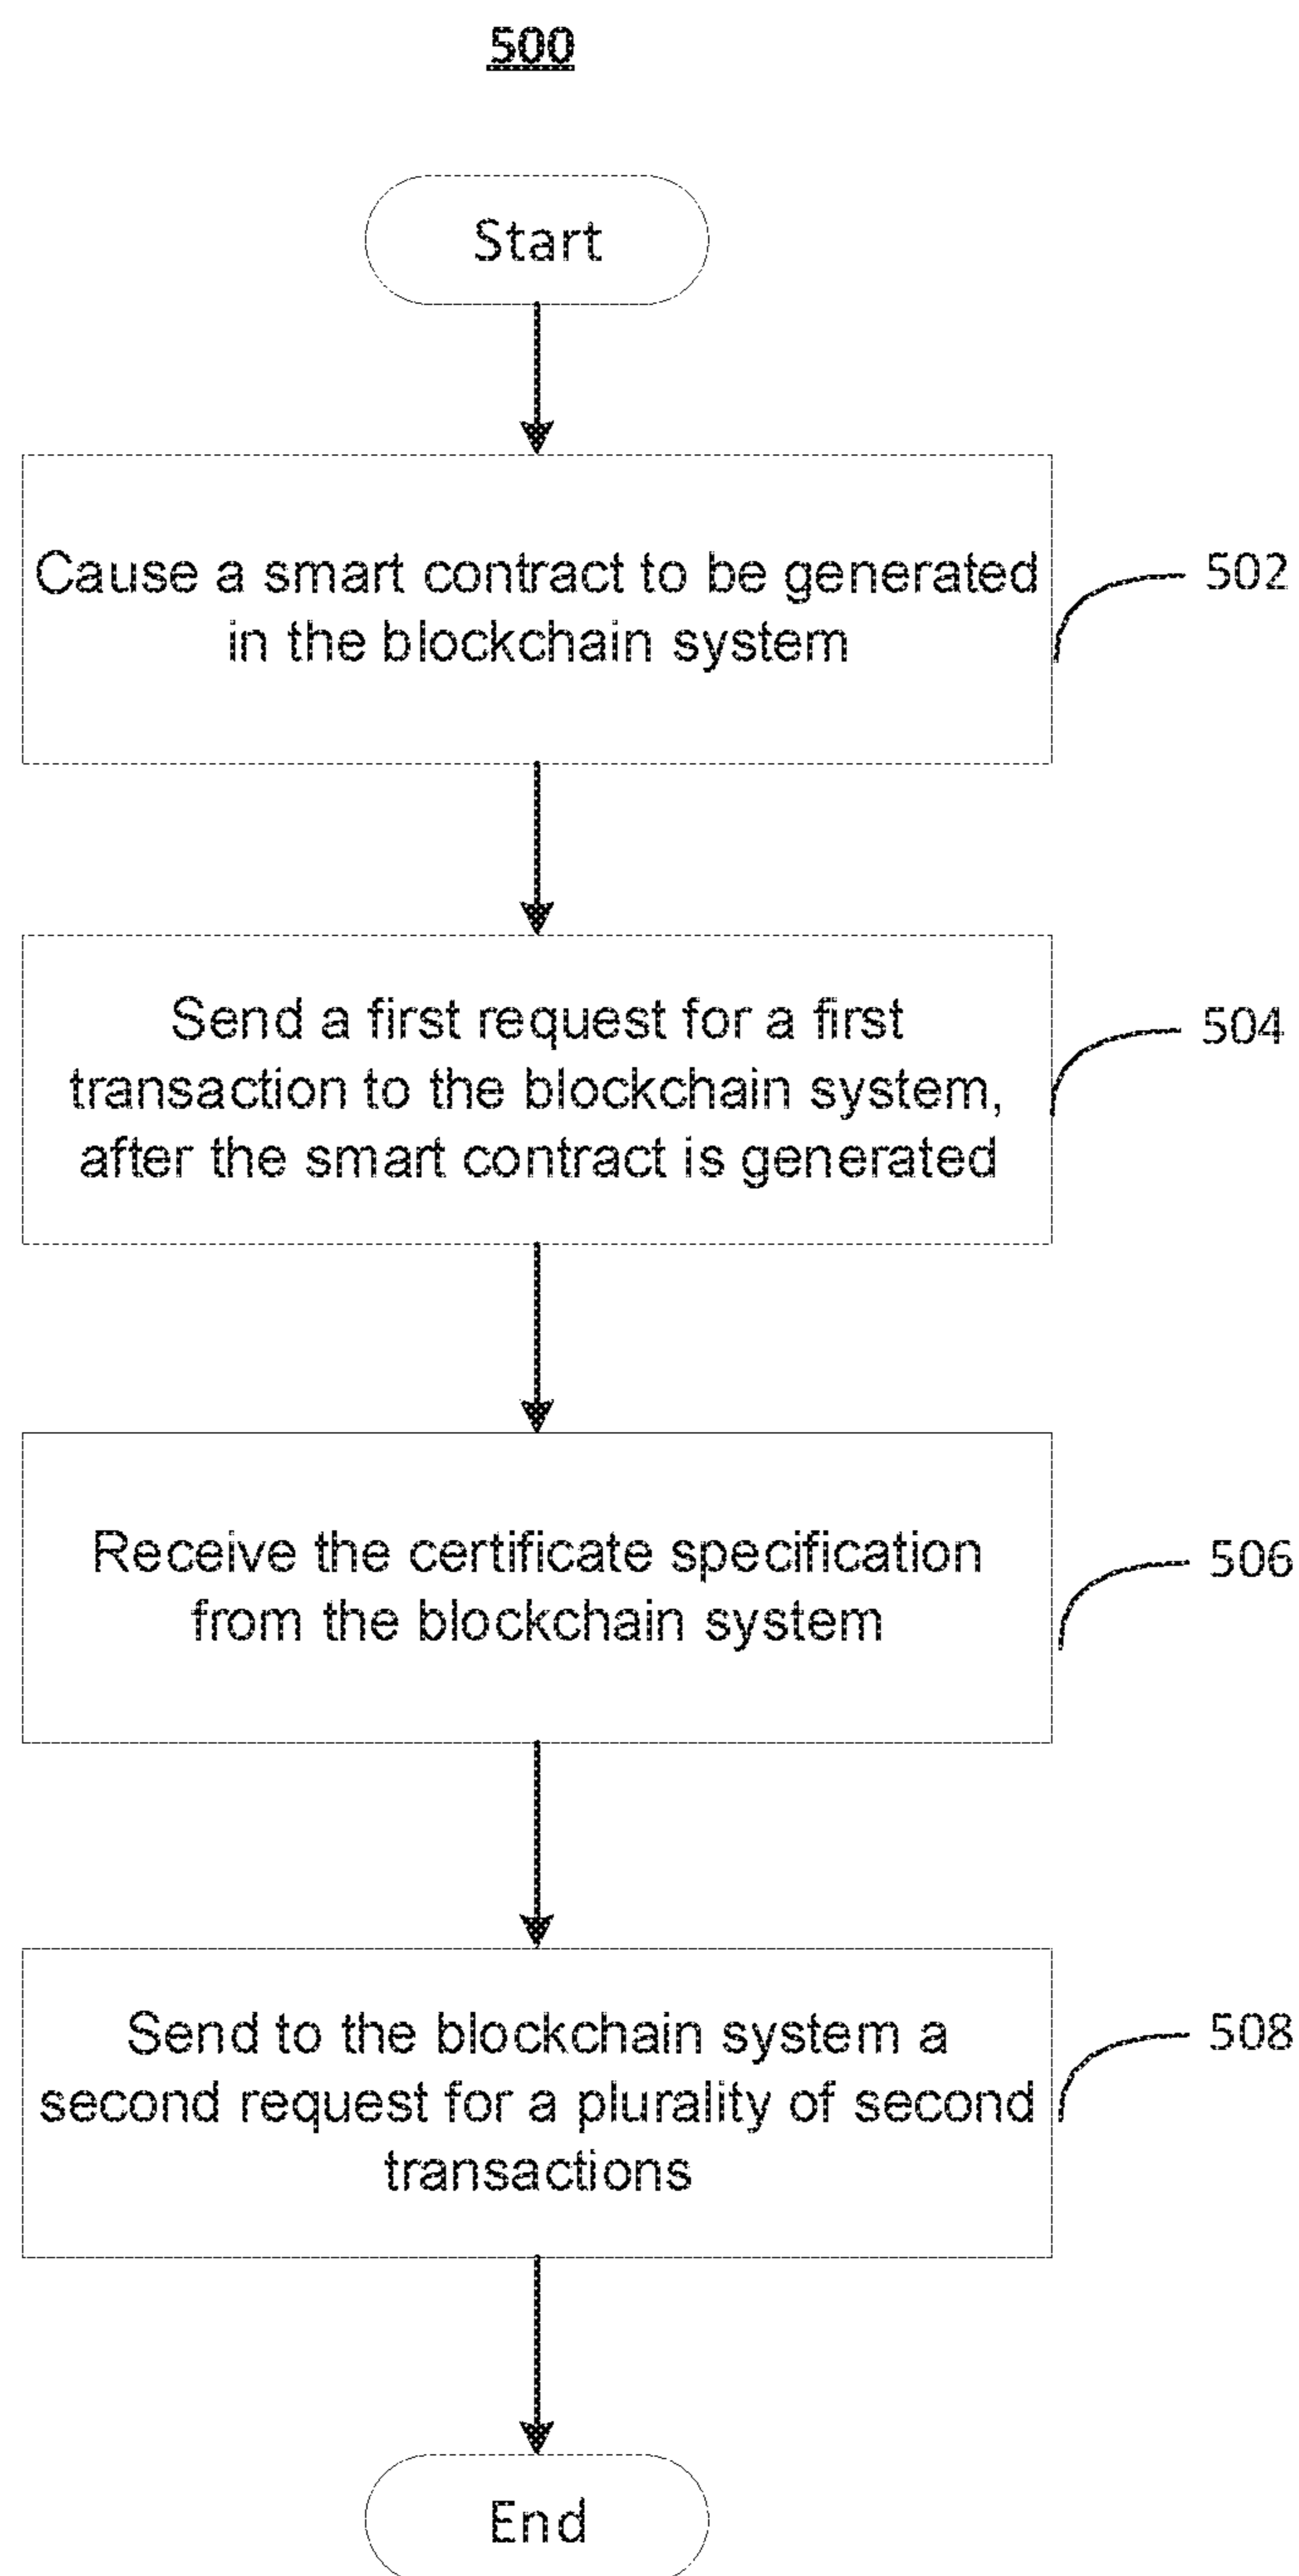 500
Start
Cause a smart contract to be generated
in the blockchain system
502
Send a first request for a first
transaction to the blockchain system,
after the smart contract is generated
504
Receive the certificate specification
from the blockchain system
506
Send to the blockchain system a
second request for a plurality of second
transactions
508
End